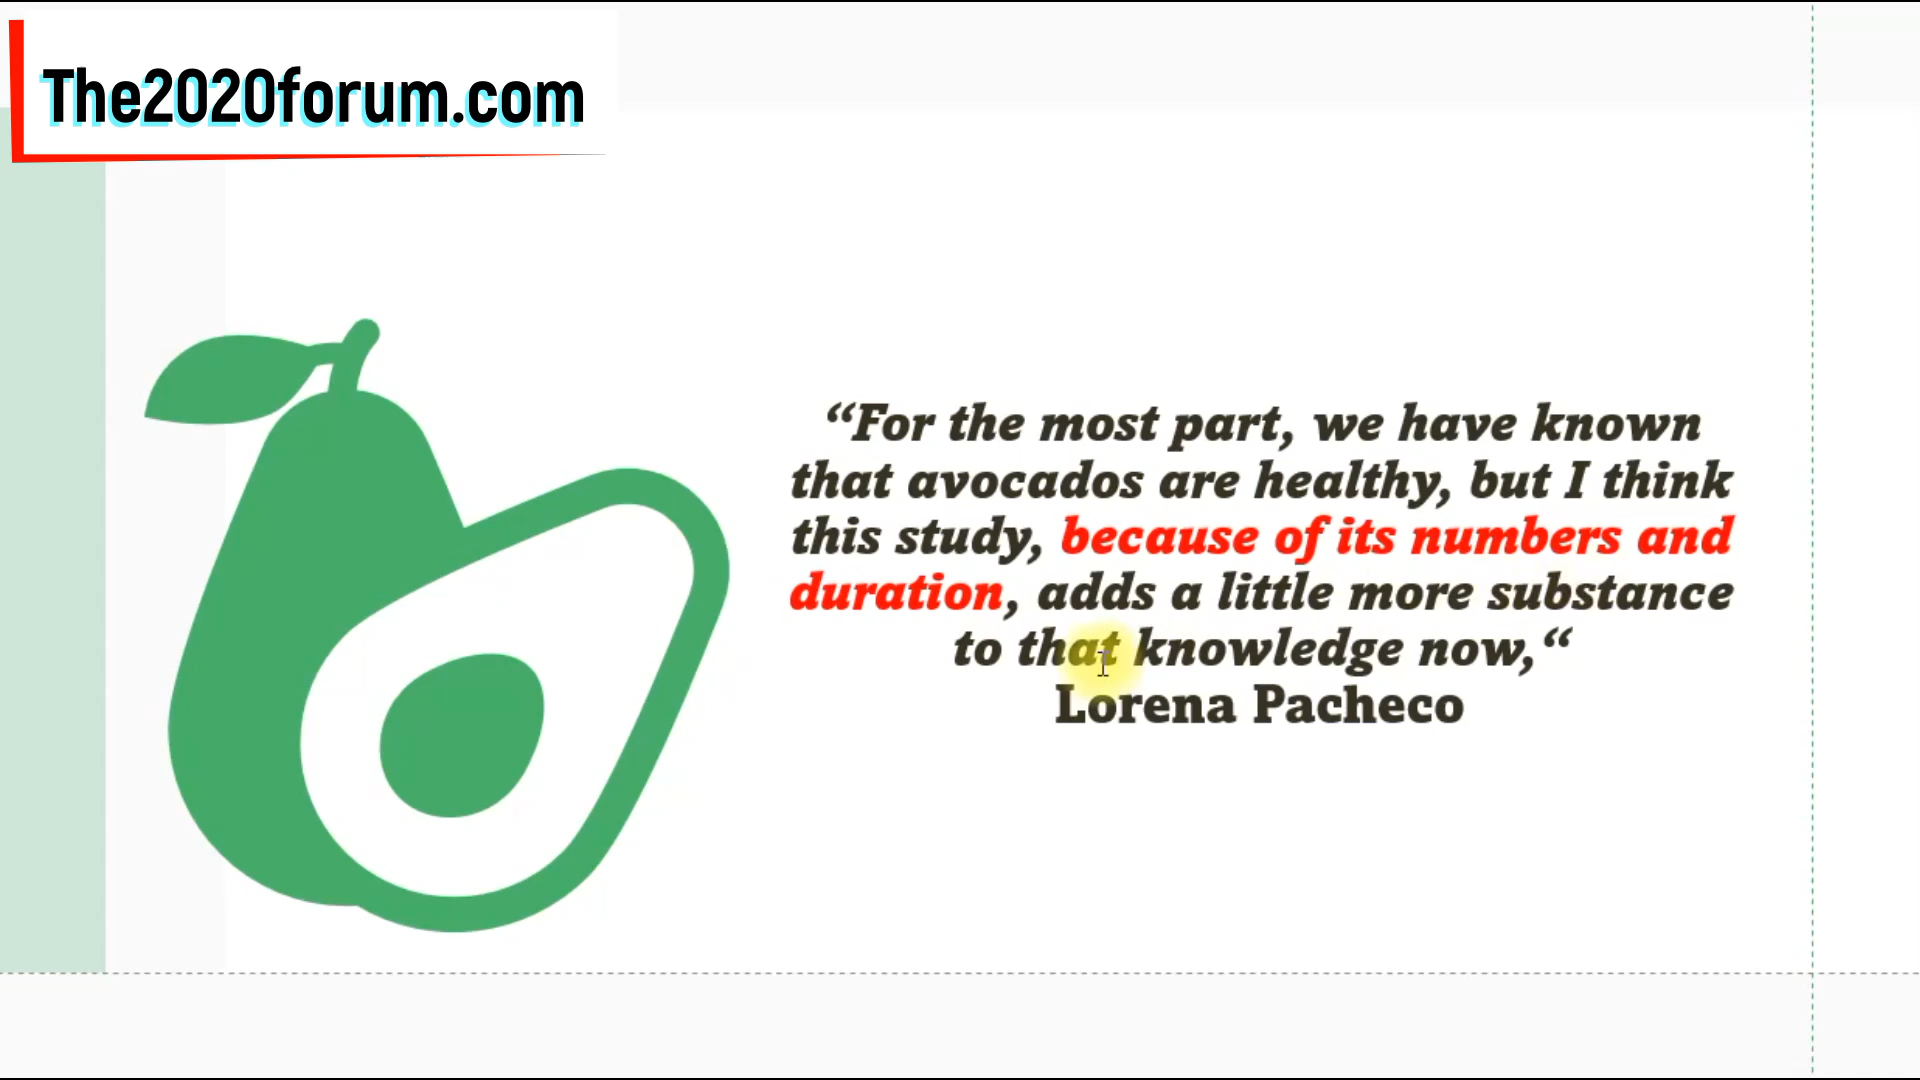 The2020forum.com
“For the most part, we have known
that avocados are healthy, but I think
this study, because of its numbers and
duration, adds a little more substance
to that knowledge now,“
Lorena Pacheco